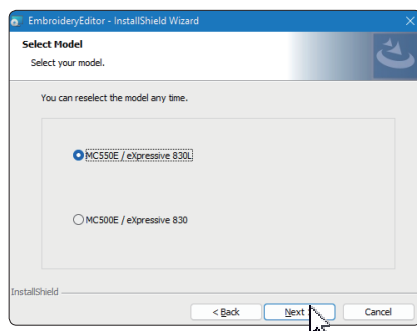 EmbroideryEditor - InstallShield Wizard
Select Model
Select your model.
You can reselect the model any time.
MC550E / eXpressive 830L
MC500E / eXpressive 830
InstallShield
< Back
Next
Cancel